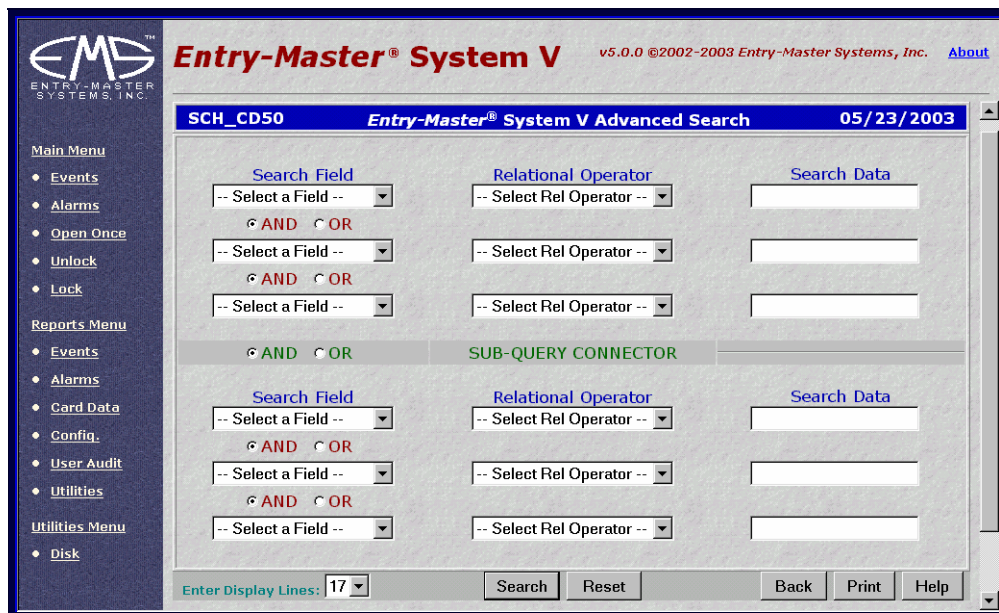 EMS™
ENTRY-MASTER
SYSTEMS, INC.
Entry-Master® System V v5.0.0 ©2002-2003 Entry-Master Systems, Inc. About
Main Menu
Events
Alarms
Open Once
Unlock
Lock
Reports Menu
Events
Alarms
Card Data
Config.
User Audit
Utilities
Utilities Menu
Disk
SCH_CD50 Entry-Master® System V Advanced Search 05/23/2003
Search Field Relational Operator Search Data
-- Select a Field -- -- Select Rel Operator --
AND OR
-- Select a Field -- -- Select Rel Operator --
AND OR
-- Select a Field -- -- Select Rel Operator --
AND OR SUB-QUERY CONNECTOR
Search Field Relational Operator Search Data
-- Select a Field -- -- Select Rel Operator --
AND OR
-- Select a Field -- -- Select Rel Operator --
AND OR
-- Select a Field -- -- Select Rel Operator --
Enter Display Lines: 17 Search Reset Back Print Help